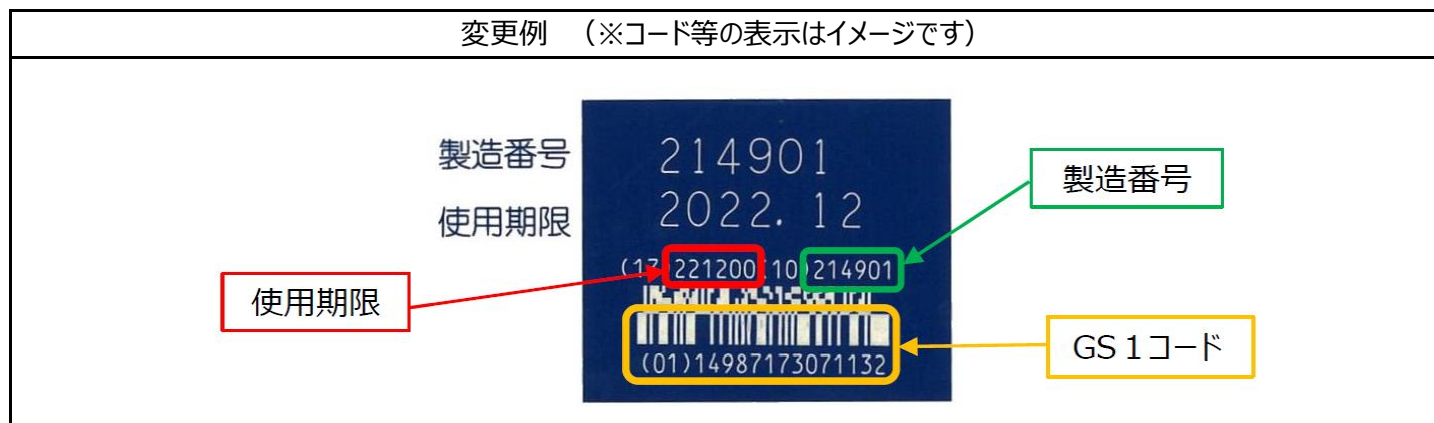 変更例 （※コード等の表示はイメージです）
製造番号 214901
使用期限 2022. 12
製造番号
(17)221200(10)214901
使用期限
(01)14987173071132
GS1コード